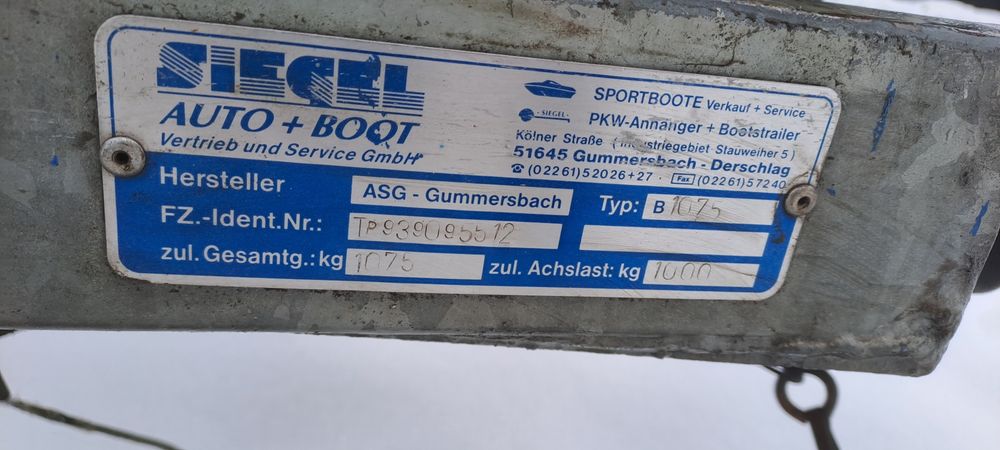 SIEGEL
AUTO + BOOT
Vertrieb und Service GmbH
SPORTBOOTE Verkauf + Service
- SIEGEL -
PKW-Anhänger + Bootstrailer
Kölner Straße (Industriegebiet Stauweiher 5)
51645 Gummersbach - Derschlag
☎ (02261) 52026+27 · Fax (02261) 57240
Hersteller ASG - Gummersbach Typ: B 1075
FZ.-Ident.Nr.: TP939095512
zul. Gesamtg.: kg 1075 zul. Achslast: kg 1000